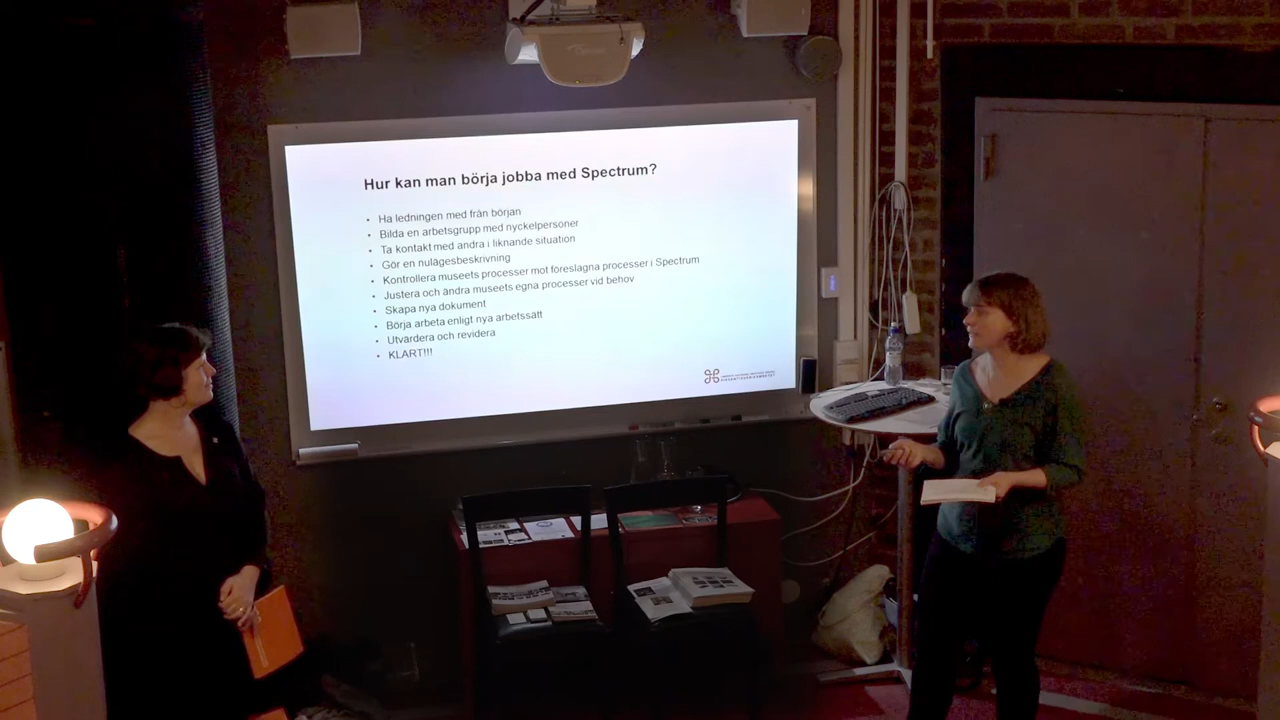 Hur kan man börja jobba med Spectrum?
• Ha ledningen med från början
• Bilda en arbetsgrupp med nyckelpersoner
• Ta kontakt med andra i liknande situation
• Gör en nulägesbeskrivning
• Kontrollera museets processer mot föreslagna processer i Spectrum
• Justera och ändra museets egna processer vid behov
• Skapa nya dokument
• Börja arbeta enligt nya arbetssätt
• Utvärdera och revidera
• KLART!!!
RIKSANTIKVARIEÄMBETET